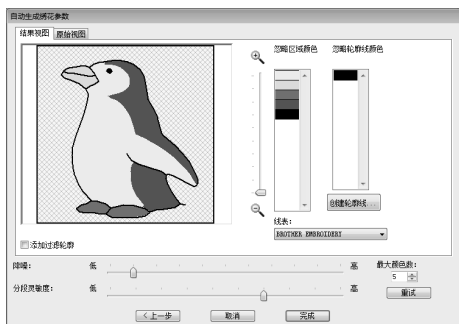 自动生成绣花参数
结果视图 原始视图
忽略区域颜色 忽略轮廓线颜色
创建轮廓线...
线表:
BROTHER EMBROIDERY
添加过滤轮廓
降噪: 低 高 最大颜色数:
5
分段灵敏度: 低 高 重试
<上一步 取消 完成